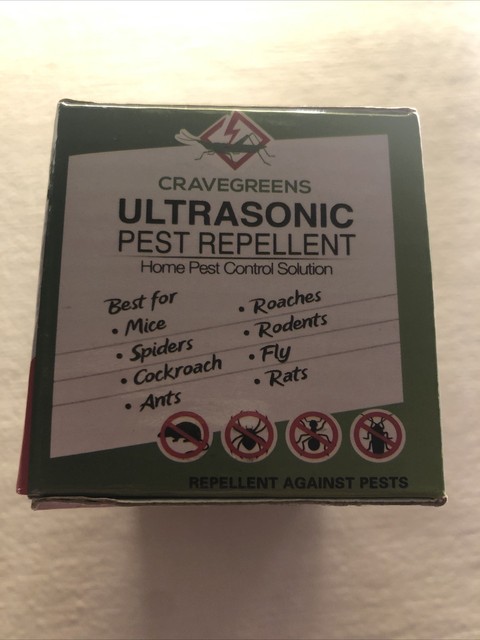 CRAVEGREENS
ULTRASONIC
PEST REPELLENT
Home Pest Control Solution
Best for
• Mice
• Spiders
• Cockroach
• Ants
• Roaches
• Rodents
• Fly
• Rats
REPELLENT AGAINST PESTS